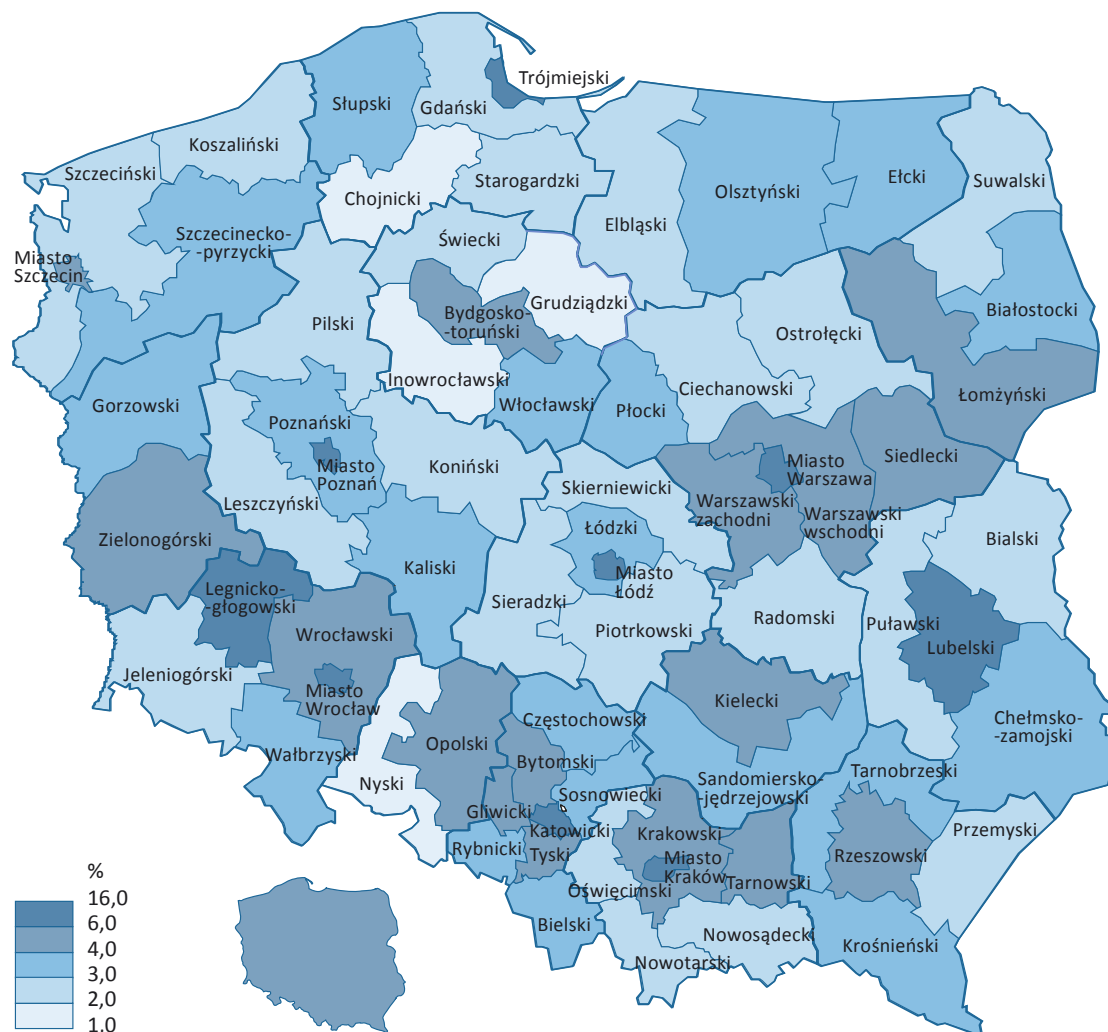 Trójmiejski
Słupski
Gdański
Koszaliński
Szczeciński
Starogardzki
Chojnicki
Olsztyński
Ełcki
Suwalski
Elbląski
Szczecinecko-
-pyrzycki
Świecki
Miasto
Szczecin
Grudziądzki
Bydgosko-
-toruński
Białostocki
Pilski
Ostrołęcki
Inowrocławski
Ciechanowski
Łomżyński
Gorzowski
Włocławski
Płocki
Poznański
Miasto
Poznań
Koniński
Siedlecki
Miasto
Warszawa
Skierniewicki
Warszawski
zachodni
Leszczyński
Warszawski
wschodni
Łódzki
Zielonogórski
Bialski
Kaliski
Miasto
Łódź
Legnicko-
-głogowski
Sieradzki
Radomski
Puławski
Wrocławski
Piotrkowski
Lubelski
Jeleniogórski
Miasto
Wrocław
Kielecki
Chełmsko-
-zamojski
Częstochowski
Opolski
Wałbrzyski
Bytomski
Tarnobrzeski
Nyski
Sosnowiecki
Sandomiersko-
-jędrzejowski
Gliwicki
Katowicki
Krakowski
Przemyski
Rybnicki
Tyski
Miasto
Kraków
Rzeszowski
Oświęcimski
Tarnowski
Bielski
Nowosądecki
Krośnieński
Nowotarski
%
16,0
6,0
4,0
3,0
2,0
1,0